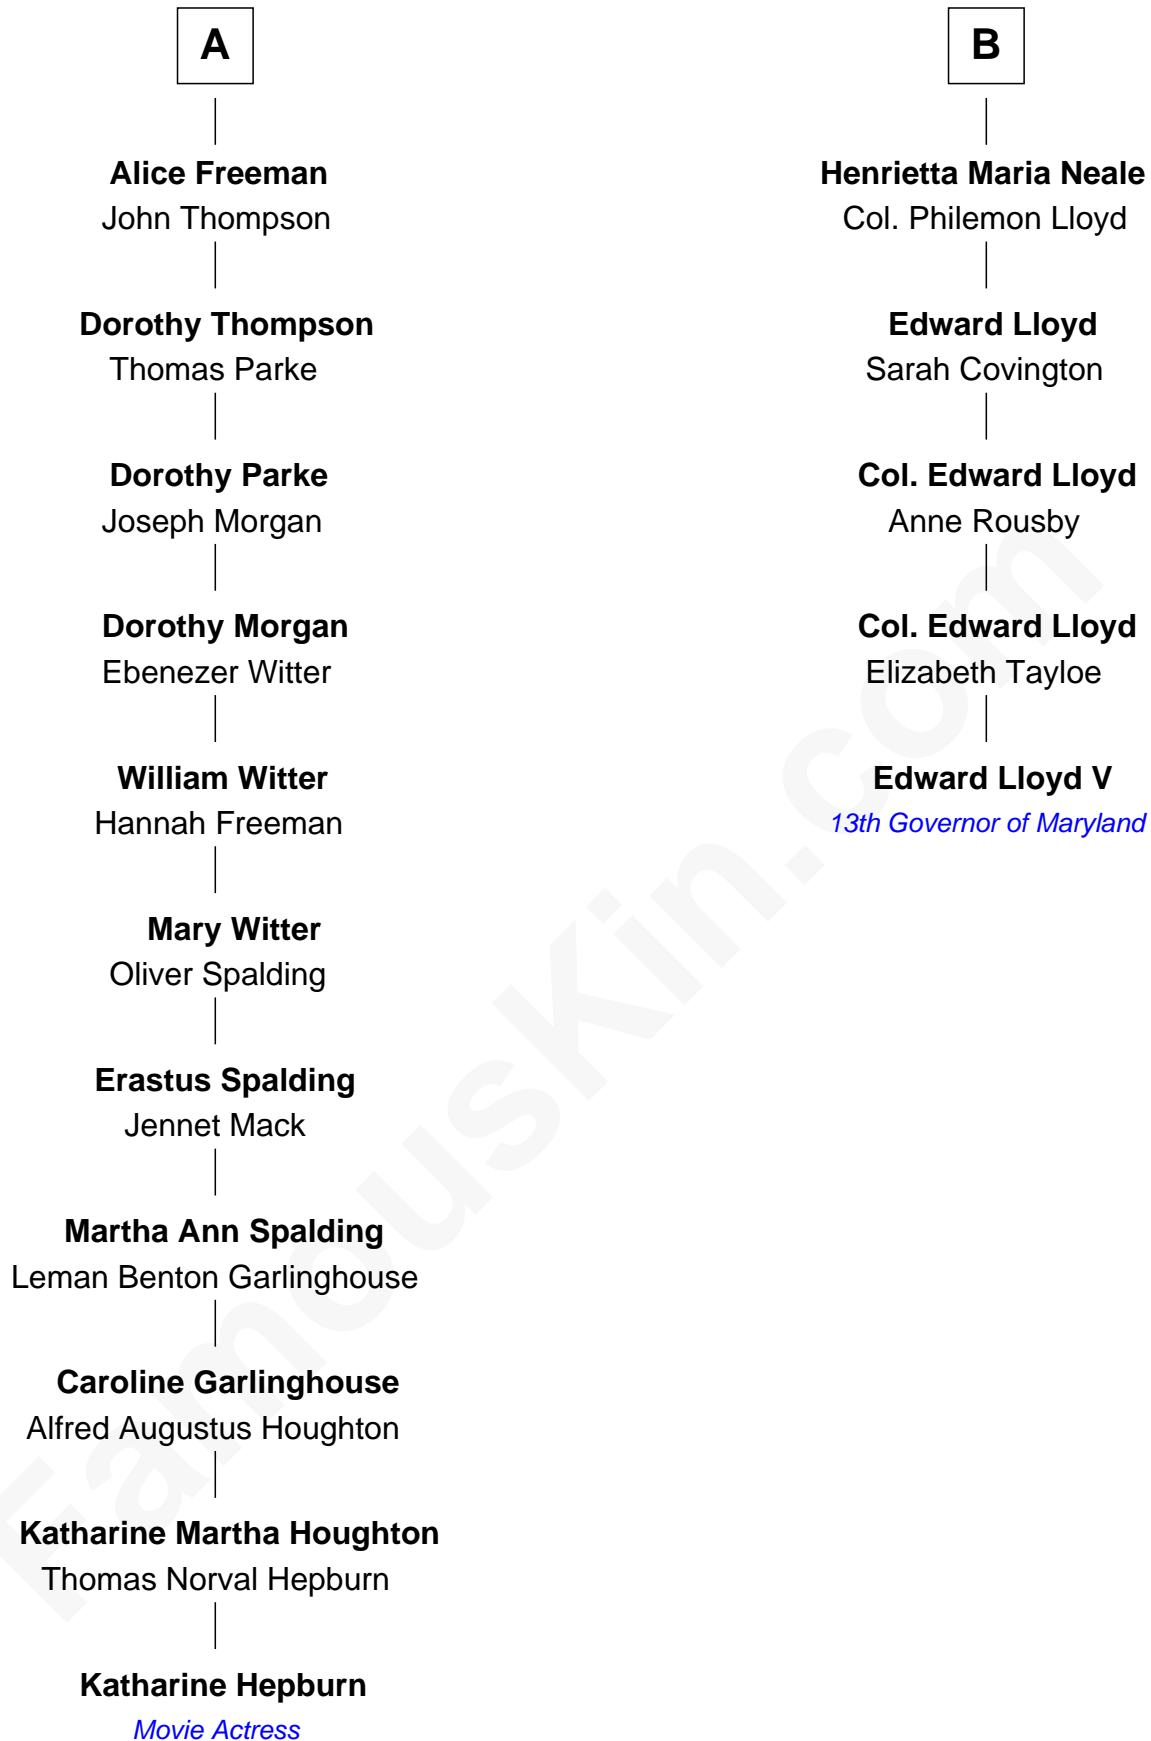 A
Alice Freeman
John Thompson
Dorothy Thompson
Thomas Parke
Dorothy Parke
Joseph Morgan
Dorothy Morgan
Ebenezer Witter
William Witter
Hannah Freeman
Mary Witter
Oliver Spalding
Erastus Spalding
Jennet Mack
Martha Ann Spalding
Leman Benton Garlinghouse
Caroline Garlinghouse
Alfred Augustus Houghton
Katharine Martha Houghton
Thomas Norval Hepburn
Katharine Hepburn
Movie Actress
B
Henrietta Maria Neale
Col. Philemon Lloyd
Edward Lloyd
Sarah Covington
Col. Edward Lloyd
Anne Rousby
Col. Edward Lloyd
Elizabeth Tayloe
Edward Lloyd V
13th Governor of Maryland
FamousKin.com